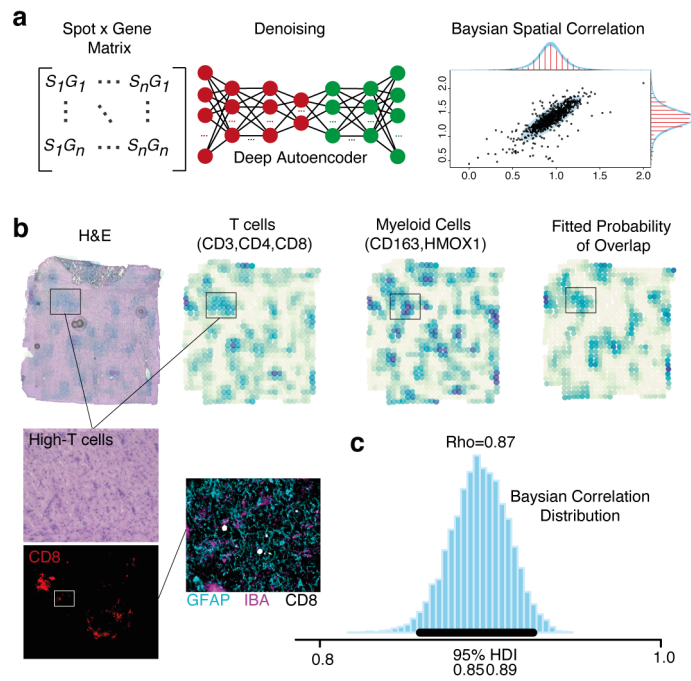 a
Spot x Gene
Matrix
Denoising
Baysian Spatial Correlation
S1G1 ··· SnG1
S1Gn ··· SnGn
... ... ... ... ...
Deep Autoencoder
2.0
1.5
1.0
0.5
0.0 0.5 1.0 1.5 2.0
b
H&E
T cells
(CD3,CD4,CD8)
Myeloid Cells
(CD163,HMOX1)
Fitted Probability
of Overlap
High-T cells
CD8
GFAP IBA CD8
c
Rho=0.87
Baysian Correlation
Distribution
0.8
95% HDI
0.850.89
1.0